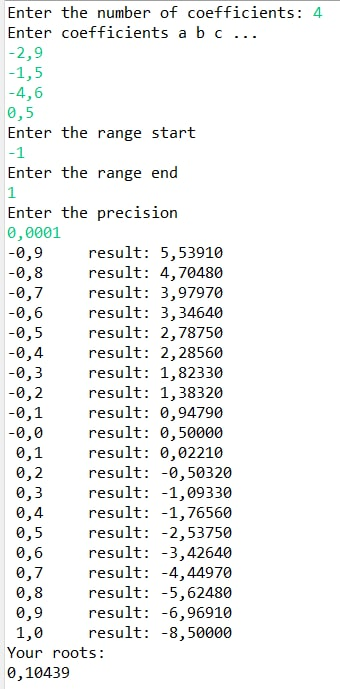 Enter the number of coefficients: 4
Enter coefficients a b c ...
-2,9
-1,5
-4,6
0,5
Enter the range start
-1
Enter the range end
1
Enter the precision
0,0001
-0,9     result: 5,53910
-0,8     result: 4,70480
-0,7     result: 3,97970
-0,6     result: 3,34640
-0,5     result: 2,78750
-0,4     result: 2,28560
-0,3     result: 1,82330
-0,2     result: 1,38320
-0,1     result: 0,94790
-0,0     result: 0,50000
 0,1     result: 0,02210
 0,2     result: -0,50320
 0,3     result: -1,09330
 0,4     result: -1,76560
 0,5     result: -2,53750
 0,6     result: -3,42640
 0,7     result: -4,44970
 0,8     result: -5,62480
 0,9     result: -6,96910
 1,0     result: -8,50000
Your roots:
0,10439